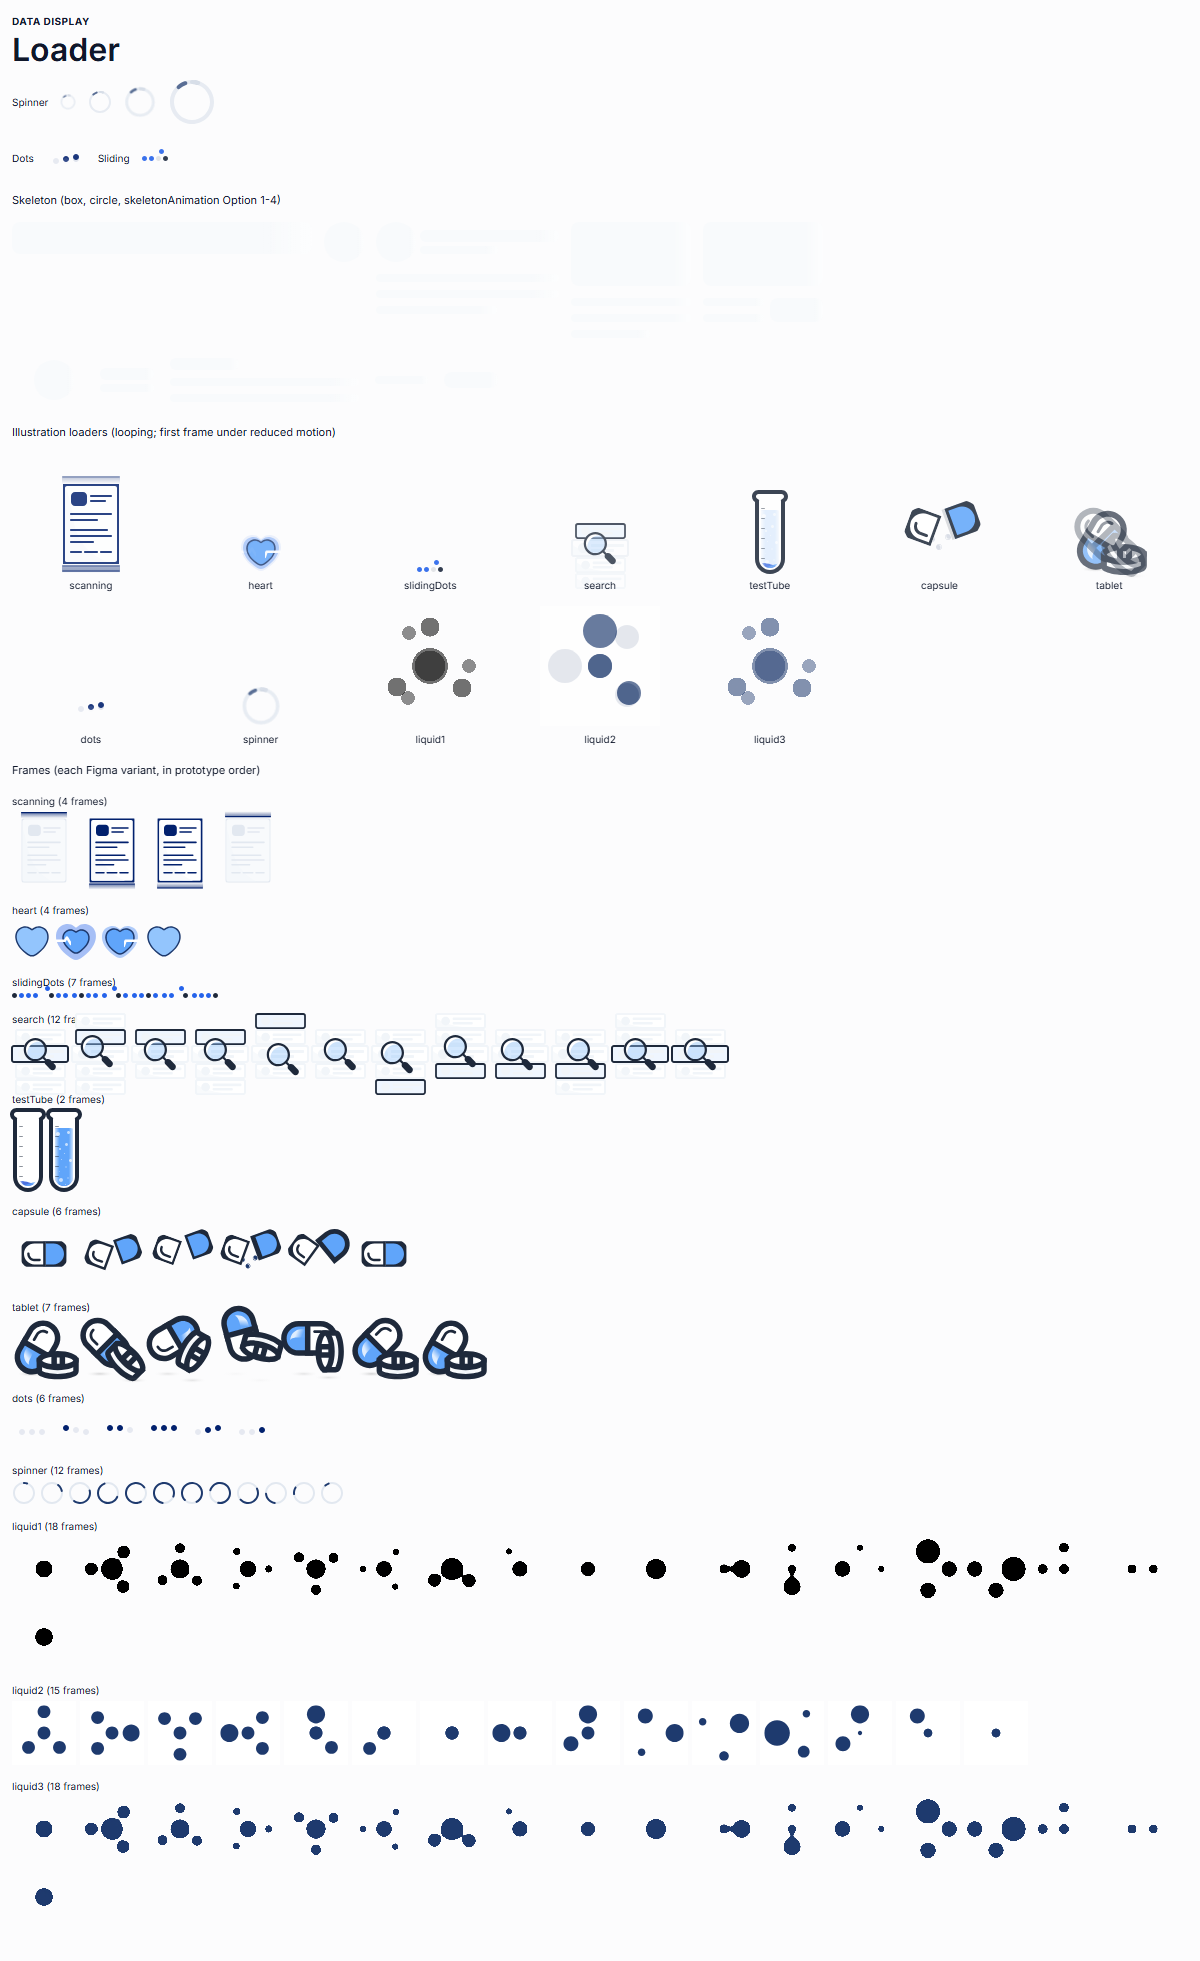 DATA DISPLAY
Loader
Spinner
Dots
Sliding
Skeleton (box, circle, skeletonAnimation Option 1-4)
Illustration loaders (looping; first frame under reduced motion)
scanning
heart
slidingDots
search
testTube
capsule
tablet
dots
spinner
liquid1
liquid2
liquid3
Frames (each Figma variant, in prototype order)
scanning (4 frames)
heart (4 frames)
slidingDots (7 frames)
search (12 fra
testTube (2 frames)
capsule (6 frames)
tablet (7 frames)
dots (6 frames)
spinner (12 frames)
liquid1 (18 frames)
liquid2 (15 frames)
liquid3 (18 frames)